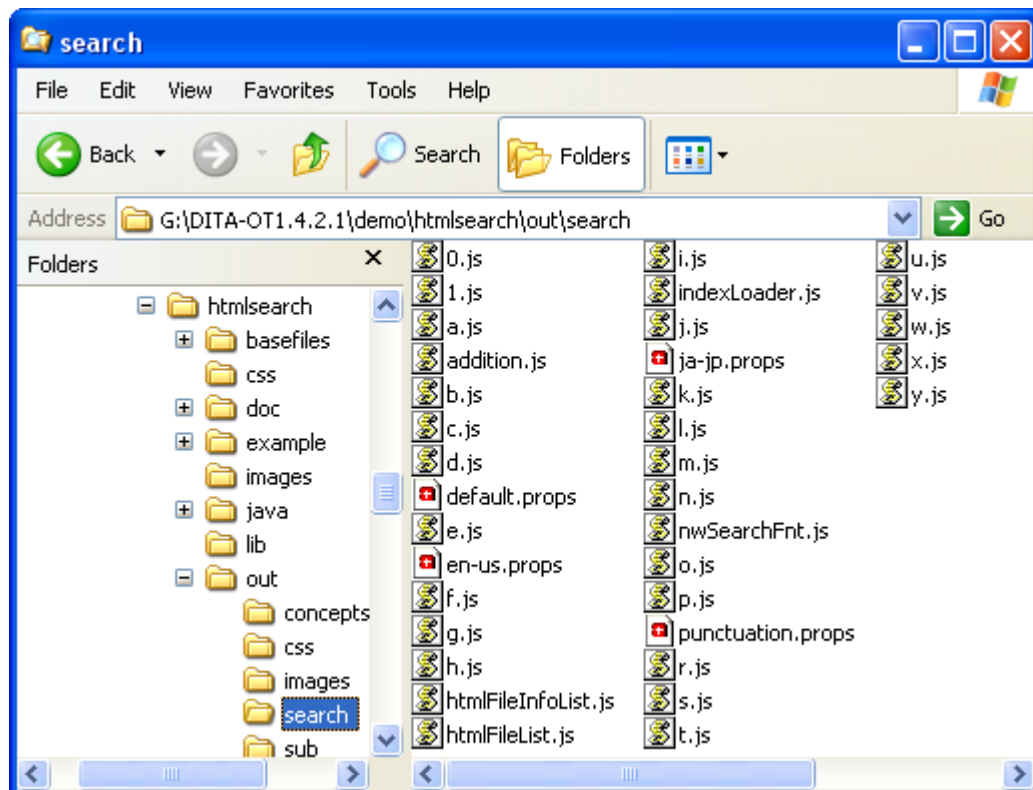 search
File Edit View Favorites Tools Help
Back Search Folders
Address G:\DITA-OT1.4.2.1\demo\htmlsearch\out\search Go
Folders
htmlsearch
basefiles
css
doc
example
images
java
lib
out
concepts
css
images
search
sub
0.js
1.js
a.js
addition.js
b.js
c.js
d.js
default.props
e.js
en-us.props
f.js
g.js
h.js
htmlFileInfoList.js
htmlFileList.js
i.js
indexLoader.js
j.js
ja-jp.props
k.js
l.js
m.js
n.js
nwSearchFnt.js
o.js
p.js
punctuation.props
r.js
s.js
t.js
u.js
v.js
w.js
x.js
y.js